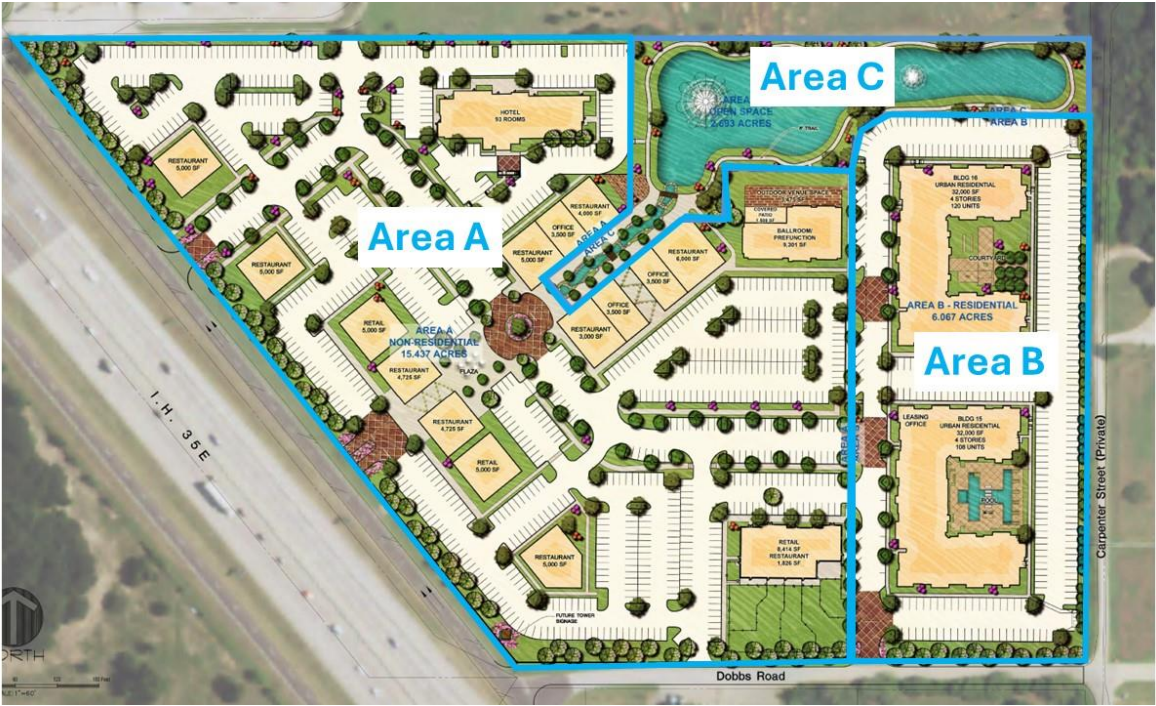 Area C
AREA
OPEN SPACE
2.693 ACRES
AREA C
AREA B
HOTEL
93 ROOMS
RESTAURANT
5,000 SF
BLDG 16
URBAN RESIDENTIAL
32,000 SF
4 STORIES
120 UNITS
OUTDOOR VENUE SPACE
COVERED
PATIO
BALLROOM/
PREFUNCTION
9,301 SF
RESTAURANT
4,000 SF
OFFICE
3,500 SF
RESTAURANT
5,000 SF
AREA A
AREA C
RESTAURANT
6,000 SF
OFFICE
3,500 SF
OFFICE
3,500 SF
RESTAURANT
3,000 SF
Area A
COURTYARD
RESTAURANT
5,000 SF
AREA B - RESIDENTIAL
6.067 ACRES
RETAIL
5,000 SF
AREA A
NON-RESIDENTIAL
15.437 ACRES
Area B
RESTAURANT
4,725 SF
PLAZA
I.H. 35E
RESTAURANT
4,725 SF
LEASING
OFFICE
BLDG 15
URBAN RESIDENTIAL
32,000 SF
4 STORIES
108 UNITS
AREA A
RETAIL
5,000 SF
POOL
Carpenter Street (Private)
RESTAURANT
5,000 SF
RETAIL
8,414 SF
RESTAURANT
1,826 SF
FUTURE TOWER
SIGNAGE
ORTH
Dobbs Road